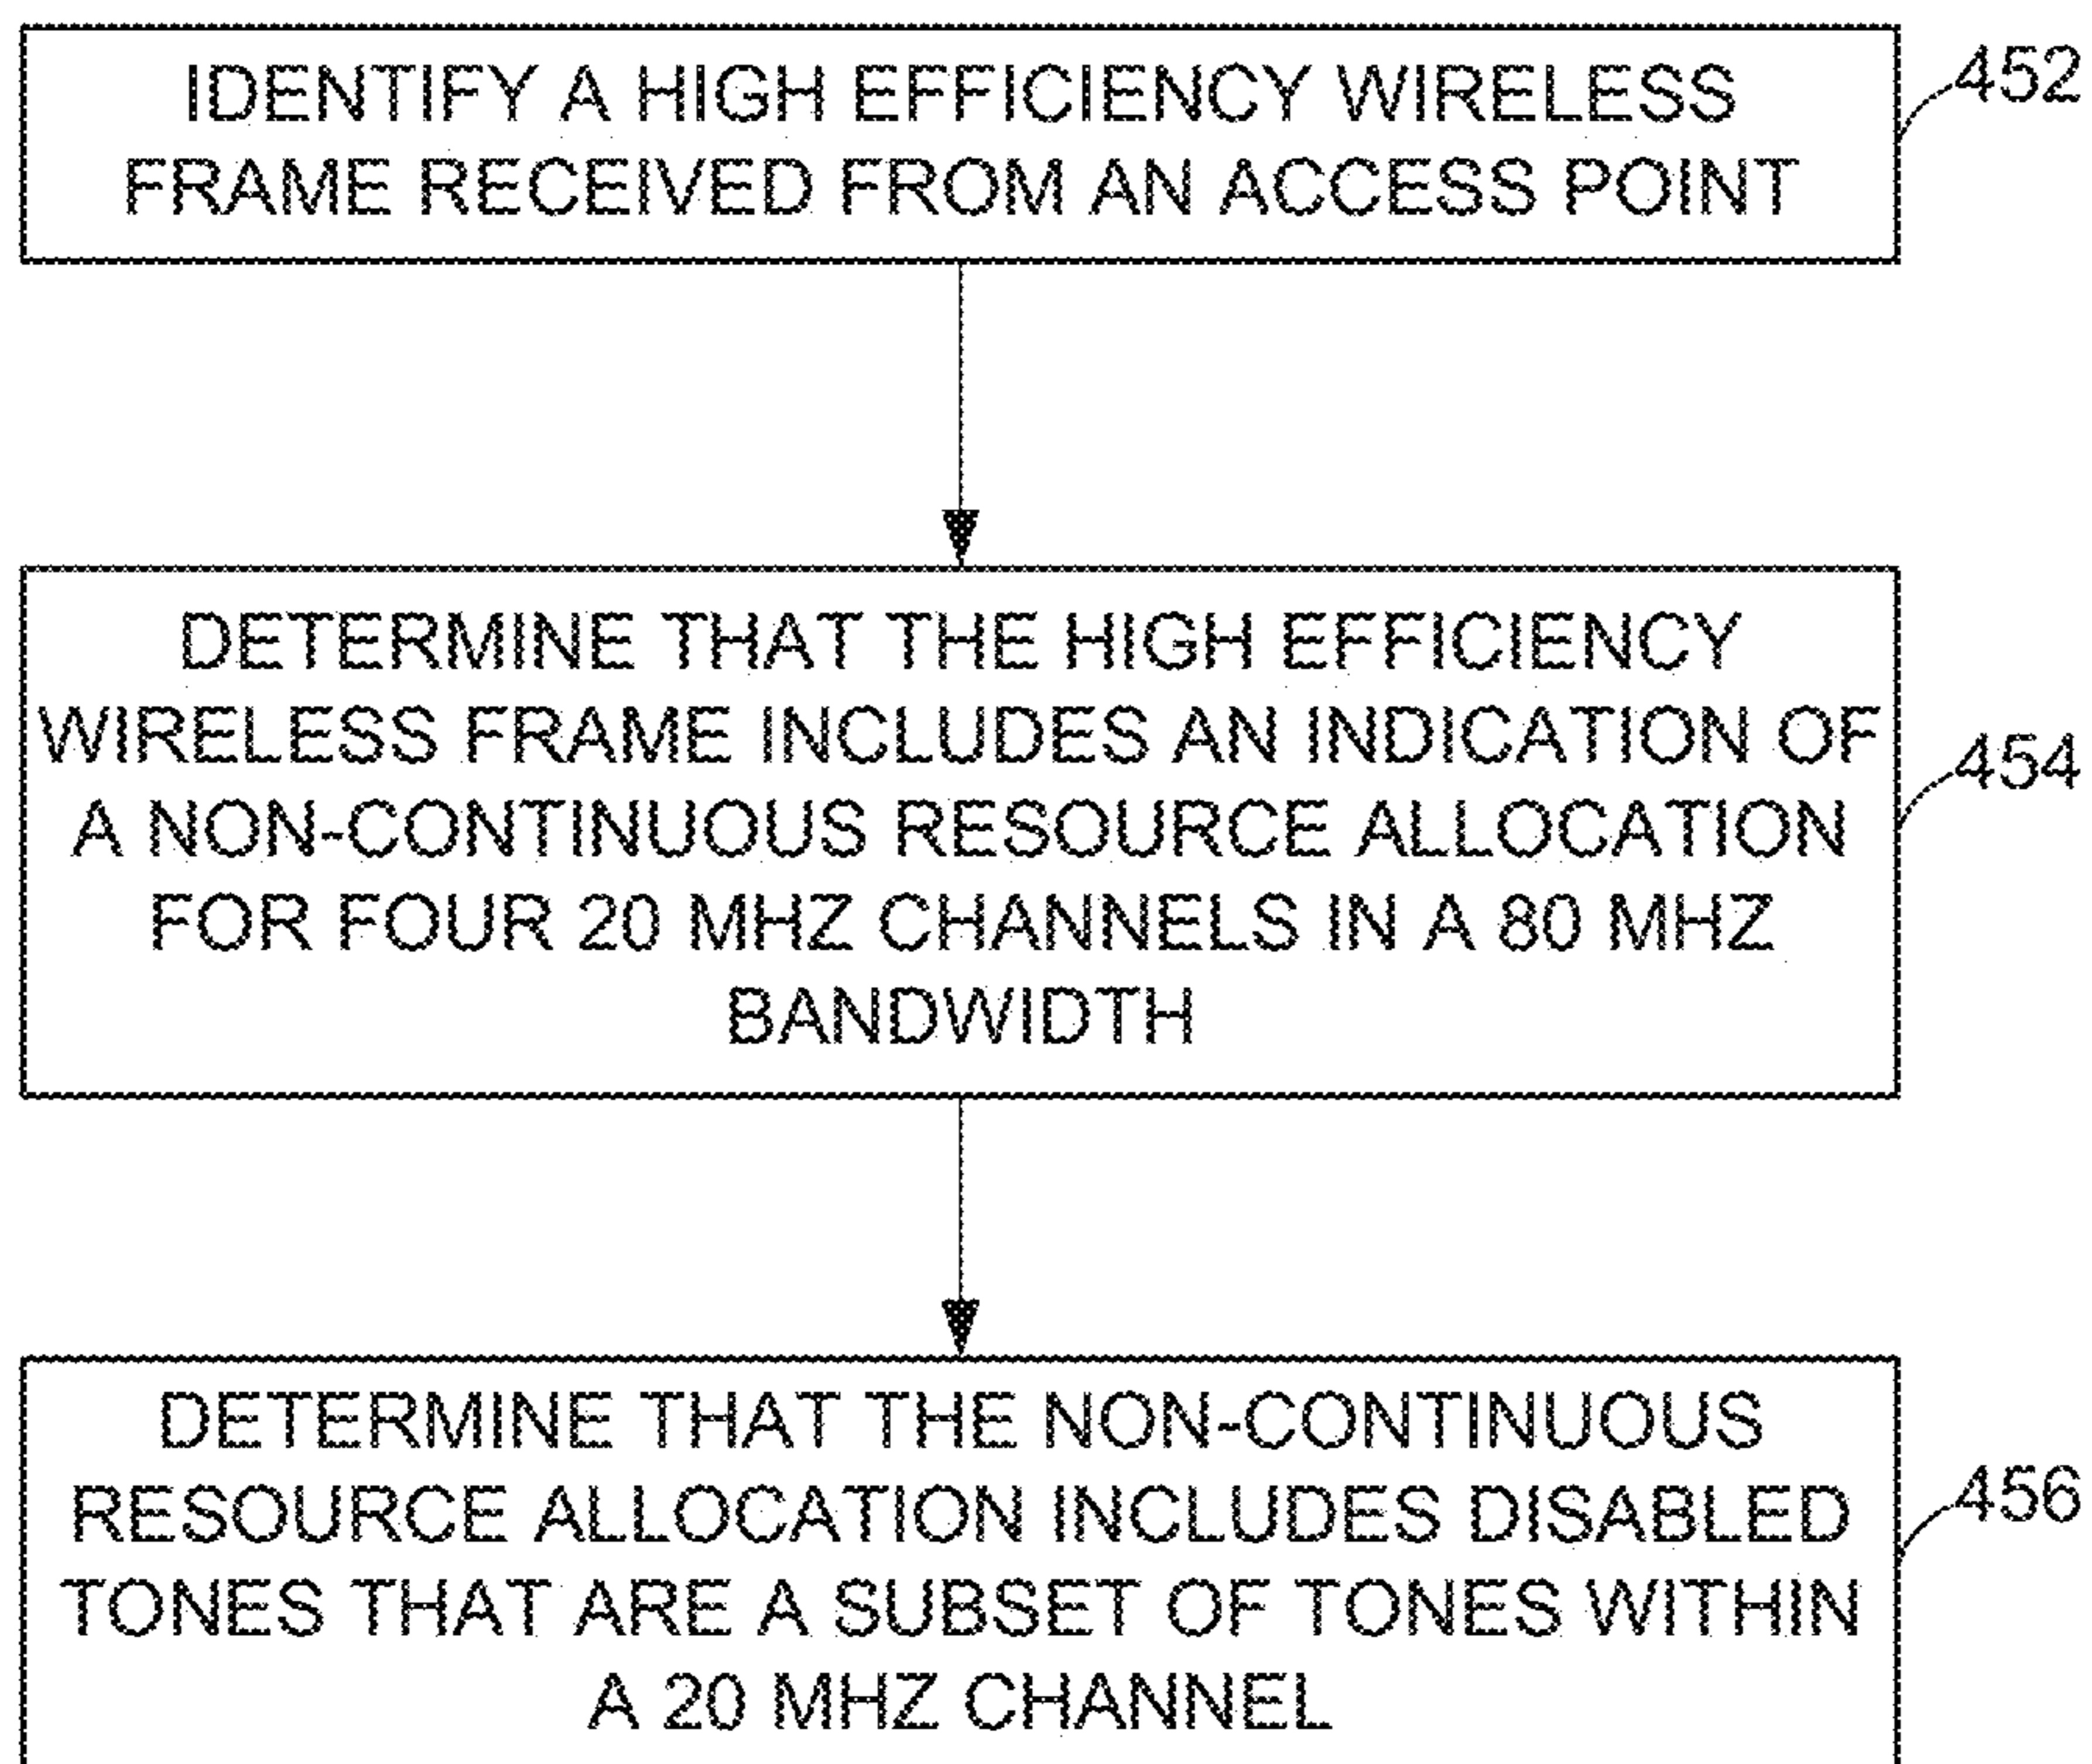 IDENTIFY A HIGH EFFICIENCY WIRELESS
FRAME RECEIVED FROM AN ACCESS POINT
452
DETERMINE THAT THE HIGH EFFICIENCY
WIRELESS FRAME INCLUDES AN INDICATION OF
A NON-CONTINUOUS RESOURCE ALLOCATION
FOR FOUR 20 MHZ CHANNELS IN A 80 MHZ
BANDWIDTH
454
DETERMINE THAT THE NON-CONTINUOUS
RESOURCE ALLOCATION INCLUDES DISABLED
TONES THAT ARE A SUBSET OF TONES WITHIN
A 20 MHZ CHANNEL
456